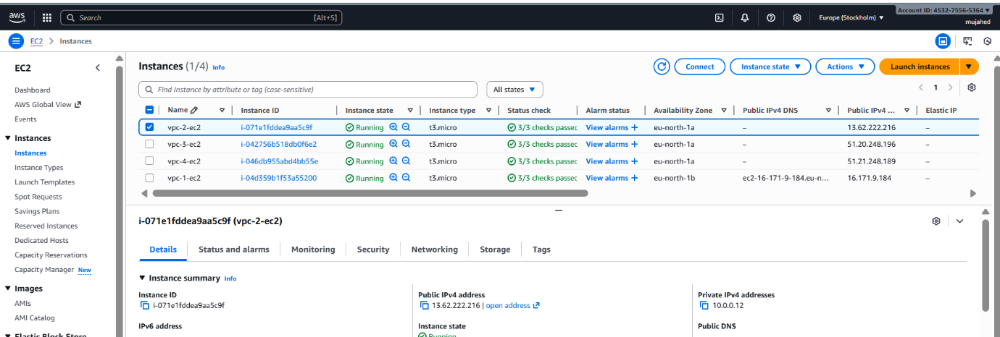 aws Search [Alt+S] Europe (Stockholm) Account ID: 4532-7556-5364
mujahed
EC2 > Instances
EC2
Dashboard
AWS Global View
Events
Instances
Instances
Instance Types
Launch Templates
Spot Requests
Savings Plans
Reserved Instances
Dedicated Hosts
Capacity Reservations
Capacity Manager New
Images
AMIs
AMI Catalog
Elastic Block Store
Instances (1/4) Info Connect Instance state Actions Launch instances
Find Instance by attribute or tag (case-sensitive) All states 1
Name Instance ID Instance state Instance type Status check Alarm status Availability Zone Public IPv4 DNS Public IPv4 ... Elastic IP
vpc-2-ec2 i-071e1fddea9aa5c9f Running t3.micro 3/3 checks passec View alarms + eu-north-1a – 13.62.222.216 –
vpc-3-ec2 i-042756b518db0f6e2 Running t3.micro 3/3 checks passec View alarms + eu-north-1a – 51.20.248.196 –
vpc-4-ec2 i-046db955abd4bb55e Running t3.micro 3/3 checks passec View alarms + eu-north-1a – 51.21.248.189 –
vpc-1-ec2 i-04d359b1f53a55200 Running t3.micro 3/3 checks passec View alarms + eu-north-1b ec2-16-171-9-184.eu-n... 16.171.9.184 –
i-071e1fddea9aa5c9f (vpc-2-ec2)
Details Status and alarms Monitoring Security Networking Storage Tags
Instance summary Info
Instance ID
i-071e1fddea9aa5c9f
IPv6 address
Public IPv4 address
13.62.222.216 | open address
Instance state
Running
Private IPv4 addresses
10.0.0.12
Public DNS